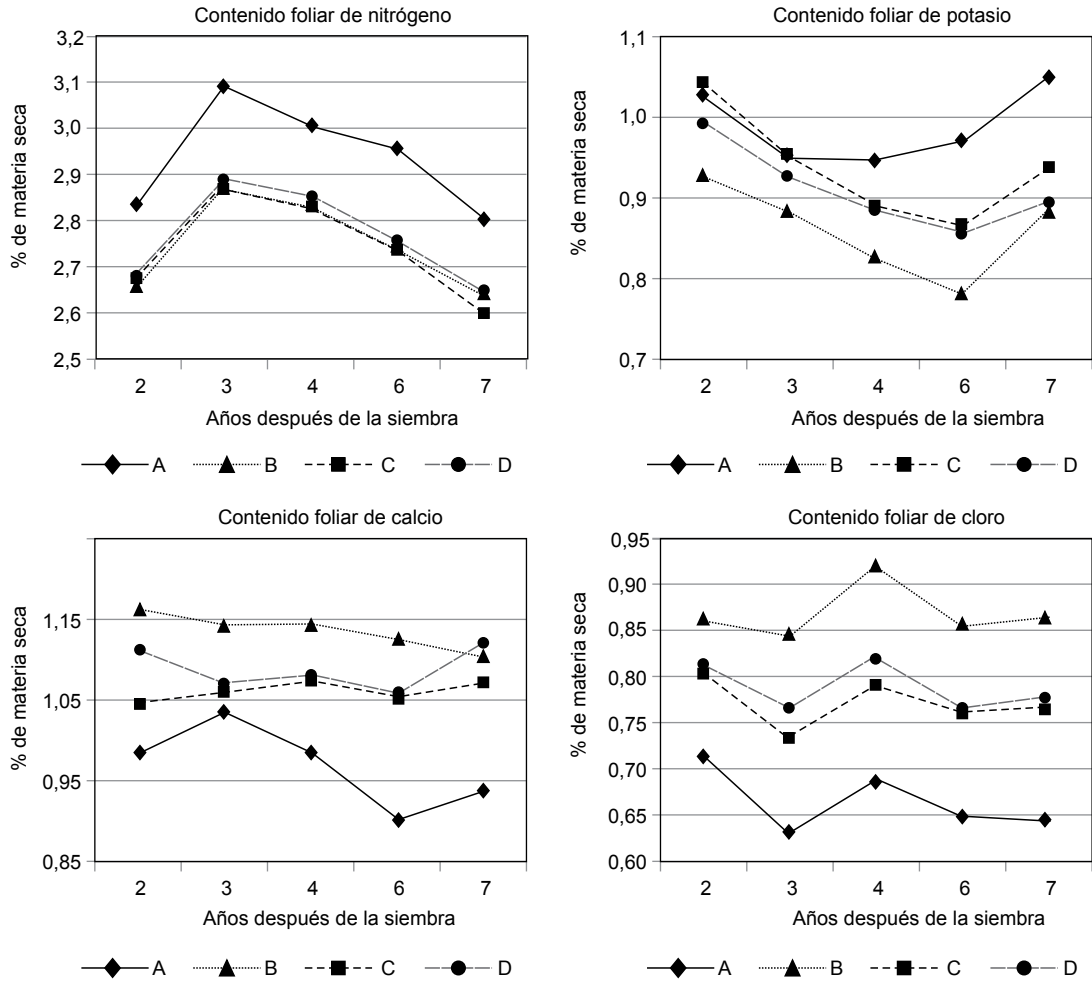 Contenido foliar de nitrógeno
% de materia seca
3,2
3,1
3,0
2,9
2,8
2,7
2,6
2,5
2 3 4 6 7
Años después de la siembra
A B C D
Contenido foliar de potasio
% de materia seca
1,1
1,0
0,9
0,8
0,7
2 3 4 6 7
Años después de la siembra
A B C D
Contenido foliar de calcio
% de materia seca
1,15
1,05
0,95
0,85
2 3 4 6 7
Años después de la siembra
A B C D
Contenido foliar de cloro
% de materia seca
0,95
0,90
0,85
0,80
0,75
0,70
0,65
0,60
2 3 4 6 7
Años después de la siembra
A B C D